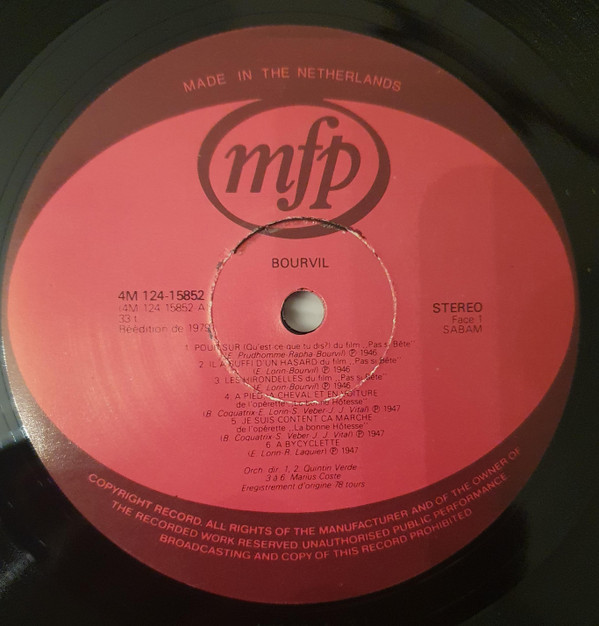 MADE IN THE NETHERLANDS
mfp
BOURVIL
4M 124-15852
(4M 124 15852 A
33 t.
Réédition de 1975
STEREO
Face 1
SABAM
1. POUR SUR (Qu'est-ce que tu dis?) du film „Pas si Bête"
(E. Prudhomme-Rapha-Bourvil) Ⓟ 1946
2. IL A SUFFI D'UN HASARD du film „Pas si Bête"
(E. Lorin-Bourvil) Ⓟ 1946
3. LES HIRONDELLES du film „Pas si Bête"
(E. Lorin-Bourvil) Ⓟ 1946
4. A PIED A CHEVAL ET EN VOITURE
de l'opérette „La bonne Hôtesse"
(B. Coquatrix-E. Lorin-S. Veber-J. J. Vital) Ⓟ 1947
5. JE SUIS CONTENT CA MARCHE
de l'opérette „La bonne Hôtesse"
(B. Coquatrix-S. Veber-J. J. Vital) Ⓟ 1947
6. A BYCYCLETTE
(E. Lorin-R. Laquier) Ⓟ 1947
Orch. dir. 1, 2, Quintin Verde
3 à 6 Marius Coste
Enregistrement d'origine 78 tours
COPYRIGHT RECORD. ALL RIGHTS OF THE MANUFACTURER AND OF THE OWNER OF
THE RECORDED WORK RESERVED. UNAUTHORISED PUBLIC PERFORMANCE
BROADCASTING AND COPY OF THIS RECORD PROHIBITED